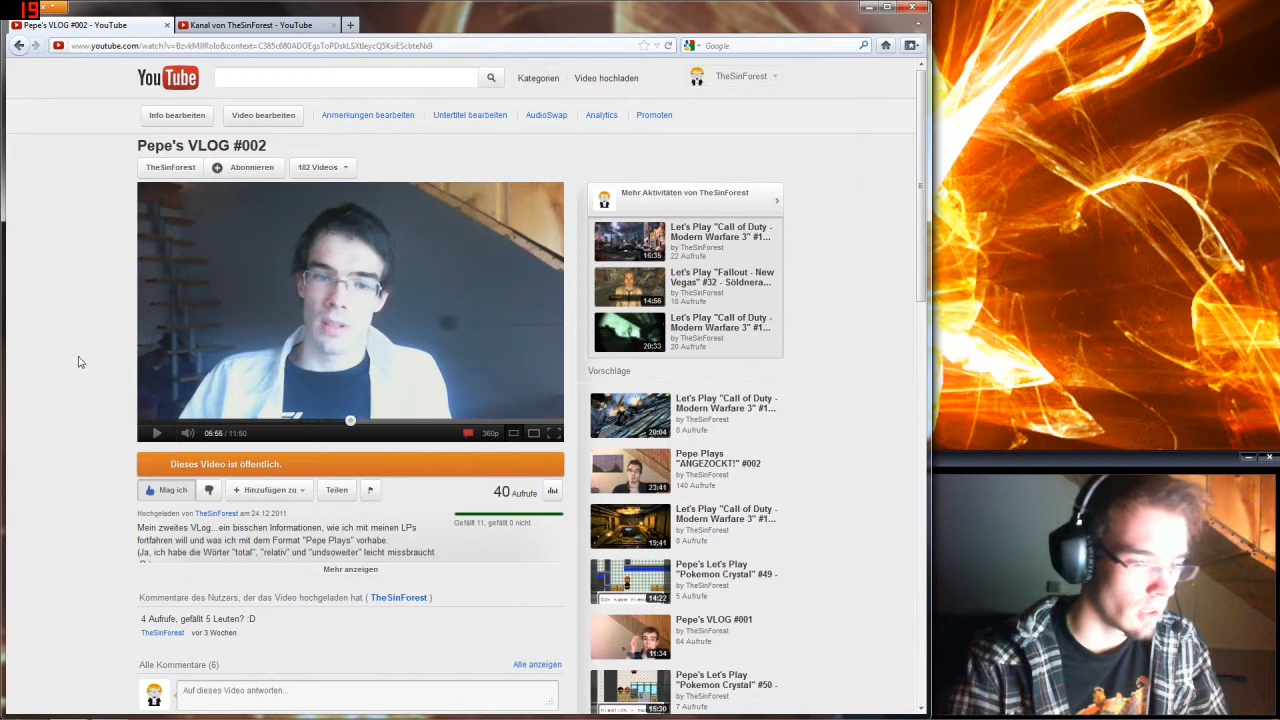 19
Pepe's VLOG #002 - YouTube
Kanal von TheSinForest - YouTube
Google
YouTube
Kategorien
Video hochladen
TheSinForest
Info bearbeiten
Video bearbeiten
Anmerkungen bearbeiten
Untertitel bearbeiten
AudioSwap
Analytics
Promoten
Pepe's VLOG #002
TheSinForest
Abonnieren
182 Videos
06:56 / 11:50
360p
Dieses Video ist öffentlich.
Mag ich
Hinzufügen zu
Teilen
40 Aufrufe
Hochgeladen von TheSinForest am 24.12.2011
Gefällt 11, gefällt 0 nicht
Mein zweites VLog...ein bisschen Informationen, wie ich mit meinen LPs
fortfahren will und was ich mit dem Format "Pepe Plays" vorhabe.
(Ja, ich habe die Wörter "total", "relativ" und "undsoweiter" leicht missbraucht
Mehr anzeigen
Kommentare des Nutzers, der das Video hochgeladen hat ( TheSinForest )
4 Aufrufe, gefällt 5 Leuten? :D
TheSinForest vor 3 Wochen
Alle Kommentare (6)
Alle anzeigen
Auf dieses Video antworten...
Mehr Aktivitäten von TheSinForest
Let's Play "Call of Duty -
Modern Warfare 3" #1...
by TheSinForest
22 Aufrufe
16:35
Let's Play "Fallout - New
Vegas" #32 - Söldnera...
by TheSinForest
18 Aufrufe
14:56
Let's Play "Call of Duty -
Modern Warfare 3" #1...
by TheSinForest
20 Aufrufe
20:33
Vorschläge
Let's Play "Call of Duty -
Modern Warfare 3" #1...
by TheSinForest
0 Aufrufe
20:04
Pepe Plays
"ANGEZOCKT!" #002
by TheSinForest
140 Aufrufe
23:41
Let's Play "Call of Duty -
Modern Warfare 3" #1...
by TheSinForest
0 Aufrufe
19:41
Pepe's Let's Play
"Pokemon Crystal" #49 -
by TheSinForest
5 Aufrufe
14:22
Pepe's VLOG #001
by TheSinForest
64 Aufrufe
11:34
Pepe's Let's Play
"Pokemon Crystal" #50 -
by TheSinForest
7 Aufrufe
15:30